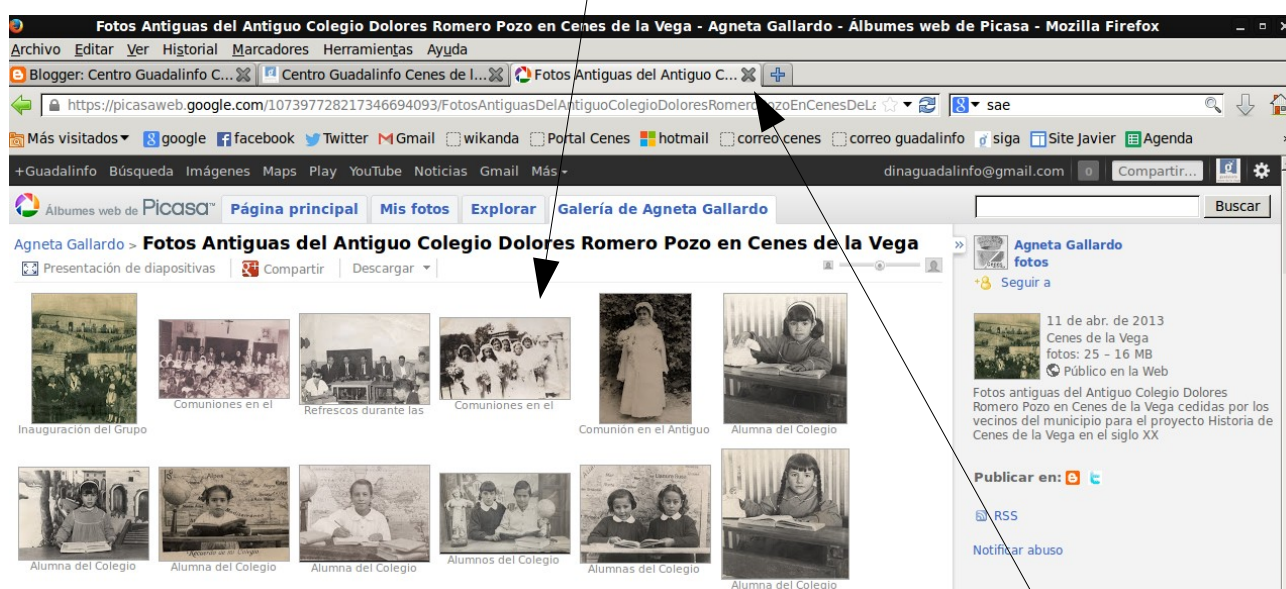 Fotos Antiguas del Antiguo Colegio Dolores Romero Pozo en Cenes de la Vega - Agneta Gallardo - Álbumes web de Picasa - Mozilla Firefox
Archivo Editar Ver Historial Marcadores Herramientas Ayuda
Blogger: Centro Guadalinfo C... Centro Guadalinfo Cenes de l... Fotos Antiguas del Antiguo C...
https://picasaweb.google.com/107397728217346694093/FotosAntiguasDelAntiguoColegioDoloresRomeroPozoEnCenesDeLa sae
Más visitados google facebook Twitter Gmail wikanda Portal Cenes hotmail correo cenes correo guadalinfo siga Site Javier Agenda
+Guadalinfo Búsqueda Imágenes Maps Play YouTube Noticias Gmail Más dinaguadalinfo@gmail.com 0 Compartir...
Álbumes web de Picasa™ Página principal Mis fotos Explorar Galería de Agneta Gallardo Buscar
Agneta Gallardo > Fotos Antiguas del Antiguo Colegio Dolores Romero Pozo en Cenes de la Vega
Presentación de diapositivas Compartir Descargar
Comuniones en el Refrescos durante las Comuniones en el
Inauguración del Grupo Comunión en el Antiguo Alumna del Colegio
Alumna del Colegio Alumna del Colegio Alumna del Colegio Alumnos del Colegio Alumnas del Colegio
Alumna del Colegio
Agneta Gallardo
fotos
Seguir a
11 de abr. de 2013
Cenes de la Vega
fotos: 25 – 16 MB
Público en la Web
Fotos antiguas del Antiguo Colegio Dolores
Romero Pozo en Cenes de la Vega cedidas por los
vecinos del municipio para el proyecto Historia de
Cenes de la Vega en el siglo XX
Publicar en:
RSS
Notificar abuso